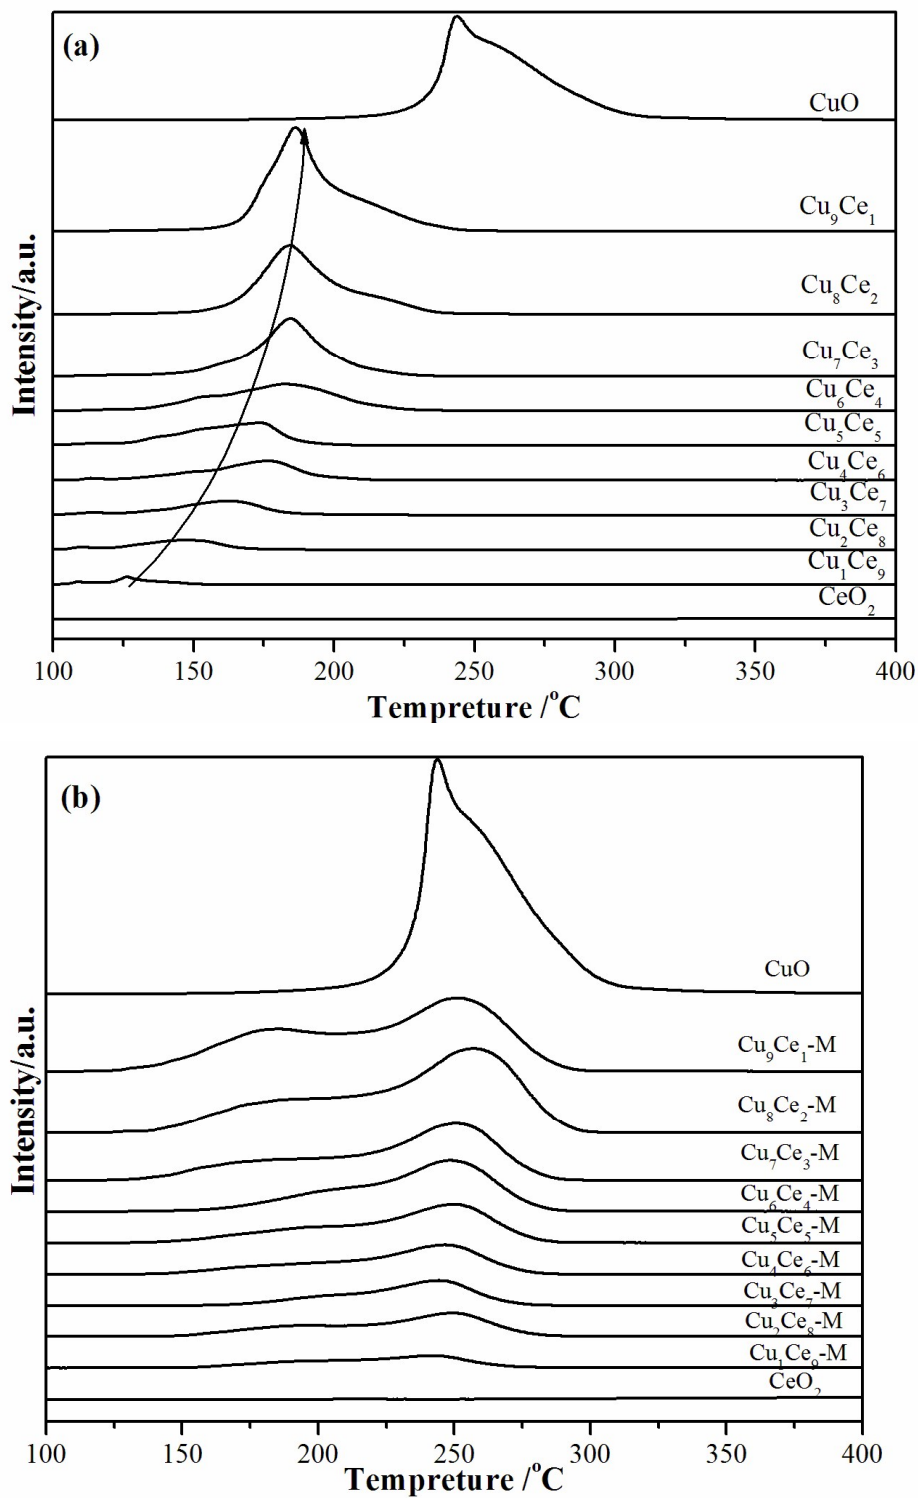 (a)
CuO
Cu9Ce1
Cu8Ce2
Cu7Ce3
Cu6Ce4
Cu5Ce5
Cu4Ce6
Cu3Ce7
Cu2Ce8
Cu1Ce9
CeO2
Intensity/a.u.
100 150 200 250 300 350 400
Tempreture /°C
(b)
CuO
Cu9Ce1-M
Cu8Ce2-M
Cu7Ce3-M
Cu6Ce4-M
Cu5Ce5-M
Cu4Ce6-M
Cu3Ce7-M
Cu2Ce8-M
Cu1Ce9-M
CeO2
Intensity/a.u.
100 150 200 250 300 350 400
Tempreture /°C